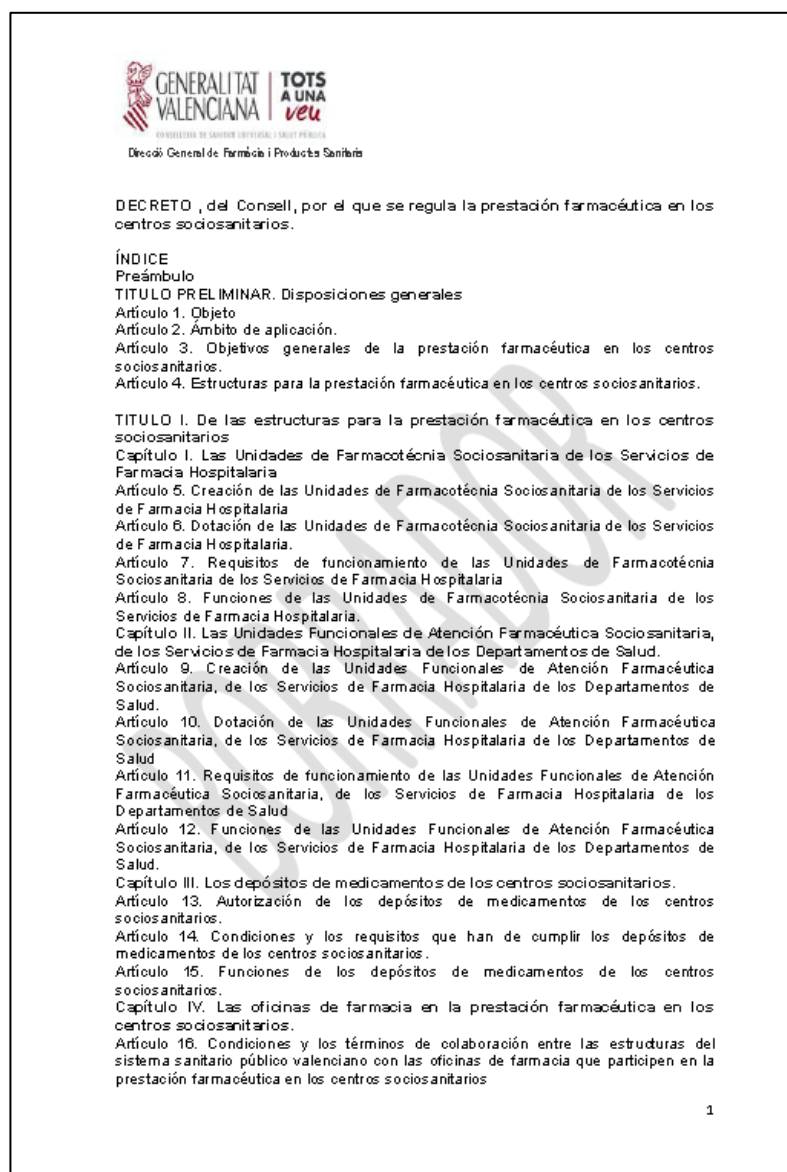 GENERALITAT
VALENCIANA
TOTS
A UNA
veu
CONSELLERIA DE SANITAT UNIVERSAL I SALUT PÚBLICA
Direcció General de Farmàcia i Productes Sanitaris
DECRETO , del Consell, por el que se regula la prestación farmacéutica en los
centros sociosanitarios.
ÍNDICE
Preámbulo
TITULO PRELIMINAR. Disposiciones generales
Artículo 1. Objeto
Artículo 2. Ámbito de aplicación.
Artículo 3. Objetivos generales de la prestación farmacéutica en los centros
sociosanitarios.
Artículo 4. Estructuras para la prestación farmacéutica en los centros sociosanitarios.
TITULO I. De las estructuras para la prestación farmacéutica en los centros
sociosanitarios
Capítulo I. Las Unidades de Farmacotécnia Sociosanitaria de los Servicios de
Farmacia Hospitalaria
Artículo 5. Creación de las Unidades de Farmacotécnia Sociosanitaria de los Servicios
de Farmacia Hospitalaria
Artículo 6. Dotación de las Unidades de Farmacotécnia Sociosanitaria de los Servicios
de Farmacia Hospitalaria.
Artículo 7. Requisitos de funcionamiento de las Unidades de Farmacotécnia
Sociosanitaria de los Servicios de Farmacia Hospitalaria
Artículo 8. Funciones de las Unidades de Farmacotécnia Sociosanitaria de los
Servicios de Farmacia Hospitalaria.
Capítulo II. Las Unidades Funcionales de Atención Farmacéutica Sociosanitaria,
de los Servicios de Farmacia Hospitalaria de los Departamentos de Salud.
Artículo 9. Creación de las Unidades Funcionales de Atención Farmacéutica
Sociosanitaria, de los Servicios de Farmacia Hospitalaria de los Departamentos de
Salud.
Artículo 10. Dotación de las Unidades Funcionales de Atención Farmacéutica
Sociosanitaria, de los Servicios de Farmacia Hospitalaria de los Departamentos de
Salud
Artículo 11. Requisitos de funcionamiento de las Unidades Funcionales de Atención
Farmacéutica Sociosanitaria, de los Servicios de Farmacia Hospitalaria de los
Departamentos de Salud
Artículo 12. Funciones de las Unidades Funcionales de Atención Farmacéutica
Sociosanitaria, de los Servicios de Farmacia Hospitalaria de los Departamentos de
Salud.
Capítulo III. Los depósitos de medicamentos de los centros sociosanitarios.
Artículo 13. Autorización de los depósitos de medicamentos de los centros
sociosanitarios.
Artículo 14. Condiciones y los requisitos que han de cumplir los depósitos de
medicamentos de los centros sociosanitarios.
Artículo 15. Funciones de los depósitos de medicamentos de los centros
sociosanitarios.
Capítulo IV. Las oficinas de farmacia en la prestación farmacéutica en los
centros sociosanitarios.
Artículo 16. Condiciones y los términos de colaboración entre las estructuras del
sistema sanitario público valenciano con las oficinas de farmacia que participen en la
prestación farmacéutica en los centros sociosanitarios
BORRADOR
1